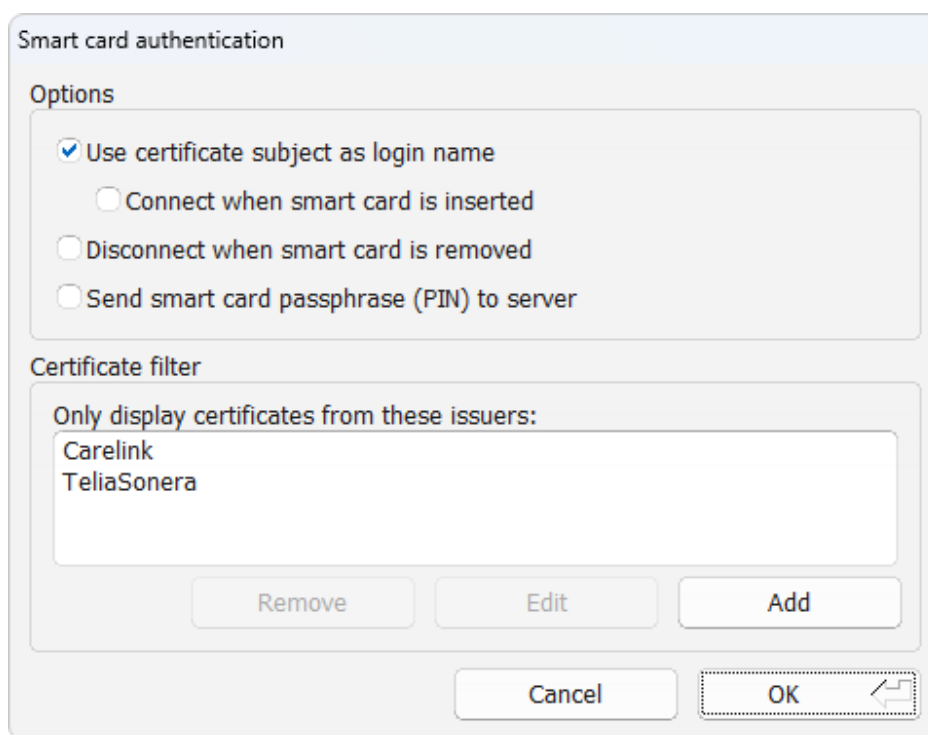 Smart card authentication
Options
Use certificate subject as login name
Connect when smart card is inserted
Disconnect when smart card is removed
Send smart card passphrase (PIN) to server
Certificate filter
Only display certificates from these issuers:
Carelink
TeliaSonera
Remove Edit Add
Cancel OK